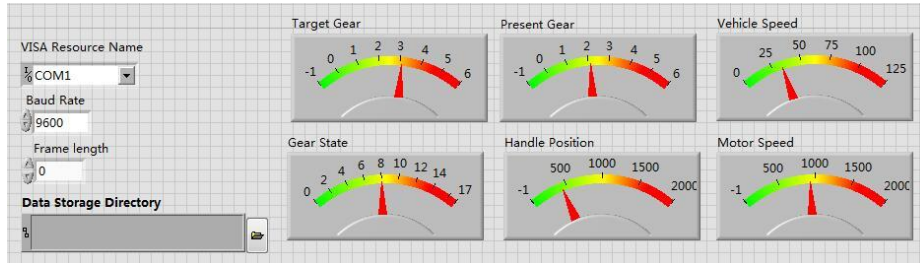 VISA Resource Name
COM1
Baud Rate
9600
Frame length
0
Data Storage Directory
Target Gear
-1 0 1 2 3 4 5 6
Present Gear
-1 0 1 2 3 4 5 6
Vehicle Speed
0 25 50 75 100 125
Gear State
0 2 4 6 8 10 12 14 17
Handle Position
-1 500 1000 1500 2000
Motor Speed
-1 500 1000 1500 2000